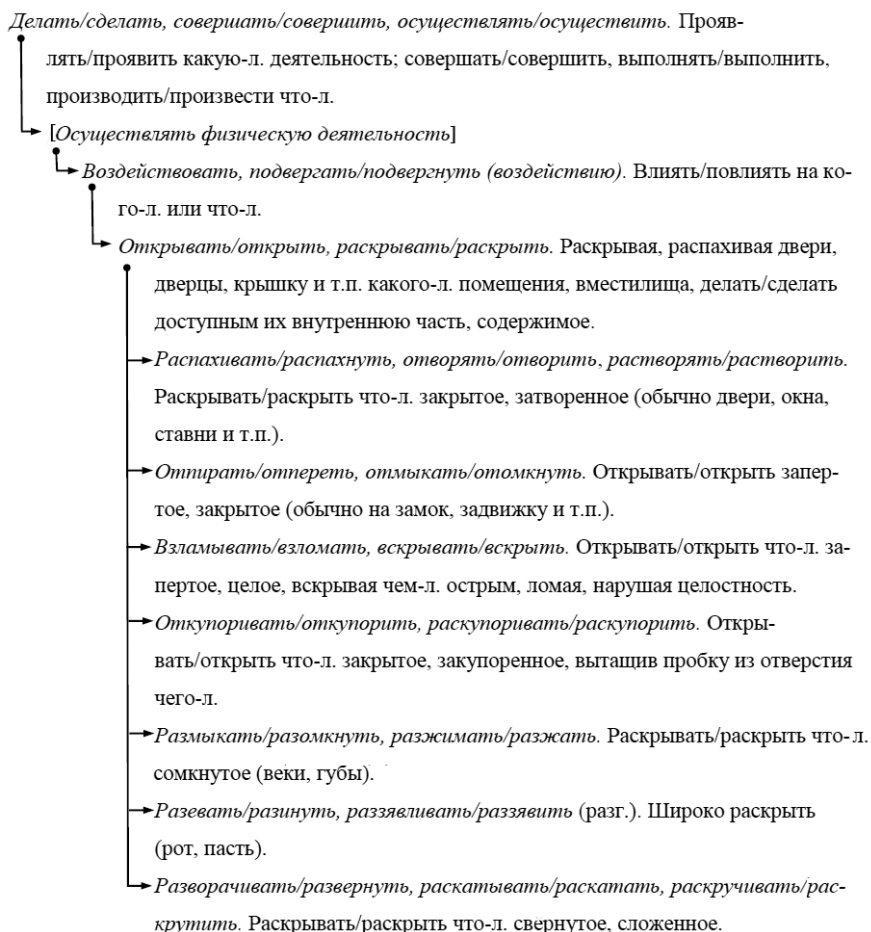 Делать/сделать, совершать/совершить, осуществлять/осуществить. Прояв-
лять/проявить какую-л. деятельность; совершать/совершить, выполнять/выполнить,
производить/произвести что-л.
[Осуществлять физическую деятельность]
Воздействовать, подвергать/подвергнуть (воздействию). Влиять/повлиять на ко-
го-л. или что-л.
Открывать/открыть, раскрывать/раскрыть. Раскрывая, распахивая двери,
дверцы, крышку и т.п. какого-л. помещения, вместилища, делать/сделать
доступным их внутреннюю часть, содержимое.
Распахивать/распахнуть, отворять/отворить, растворять/растворить.
Раскрывать/раскрыть что-л. закрытое, затворенное (обычно двери, окна,
ставни и т.п.).
Отпирать/отпереть, отмыкать/отомкнуть. Открывать/открыть запер-
тое, закрытое (обычно на замок, задвижку и т.п.).
Взламывать/взломать, вскрывать/вскрыть. Открывать/открыть что-л. за-
пертое, целое, вскрывая чем-л. острым, ломая, нарушая целостность.
Откупоривать/откупорить, раскупоривать/раскупорить. Откры-
вать/открыть что-л. закрытое, закупоренное, вытащив пробку из отверстия
чего-л.
Размыкать/разомкнуть, разжимать/разжать. Раскрывать/раскрыть что-л.
сомкнутое (веки, губы).
Разевать/разинуть, раззявливать/раззявить (разг.). Широко раскрыть
(рот, пасть).
Разворачивать/развернуть, раскатывать/раскатать, раскручивать/рас-
крутить. Раскрывать/раскрыть что-л. свернутое, сложенное.